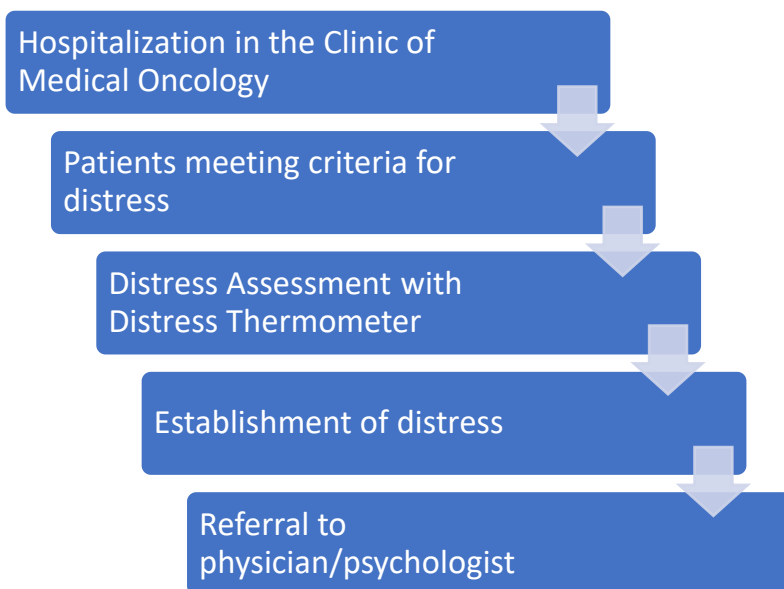 Hospitalization in the Clinic of
Medical Oncology
Patients meeting criteria for
distress
Distress Assessment with
Distress Thermometer
Establishment of distress
Referral to
physician/psychologist